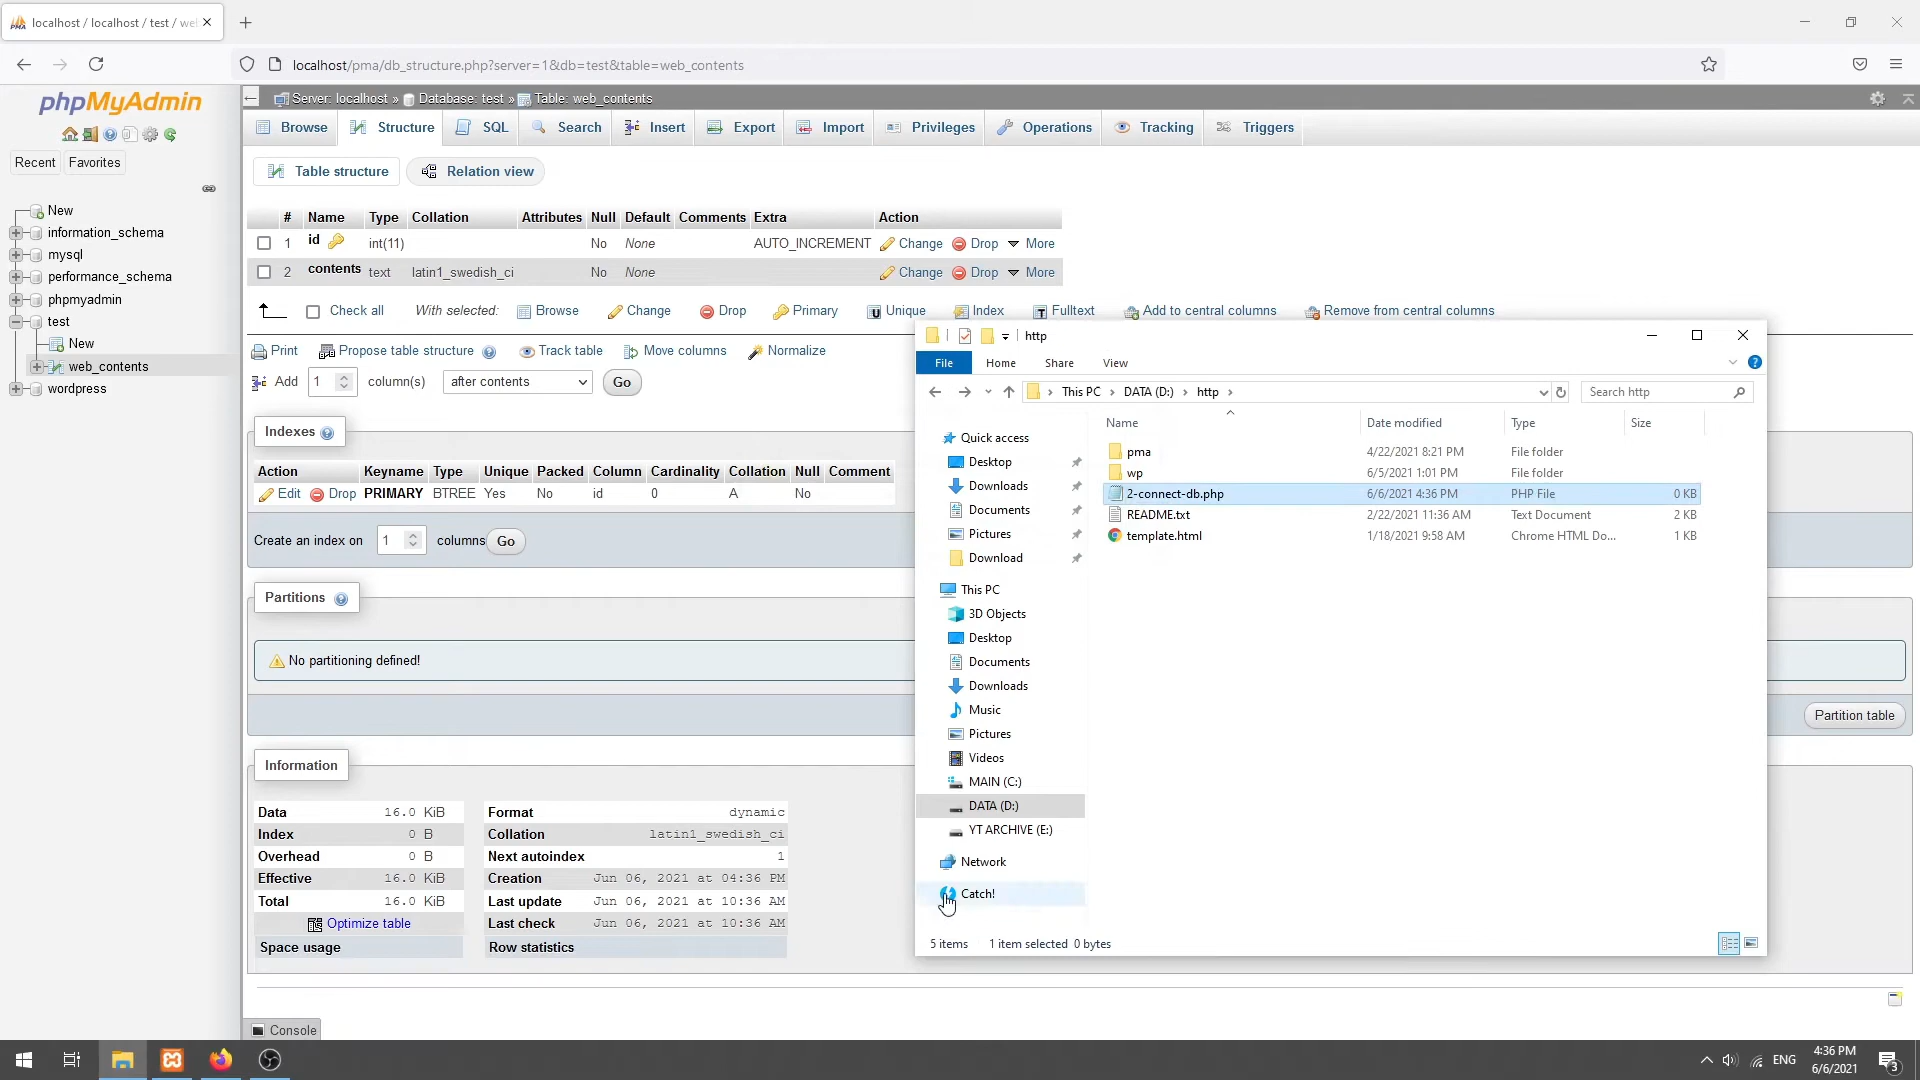 localhost / localhost / test / we
localhost/pma/db_structure.php?server=1&db=test&table=web_contents
phpMyAdmin
Recent
Favorites
New
information_schema
mysql
performance_schema
phpmyadmin
test
New
web_contents
wordpress
Server: localhost » Database: test » Table: web_contents
Browse Structure SQL Search Insert Export Import Privileges Operations Tracking Triggers
Table structure Relation view
# Name Type Collation Attributes Null Default Comments Extra Action
1 id int(11) No None AUTO_INCREMENT Change Drop More
2 contents text latin1_swedish_ci No None Change Drop More
Check all With selected: Browse Change Drop Primary Unique Index Fulltext Add to central columns Remove from central columns
Print Propose table structure Track table Move columns Normalize
Add 1 column(s) after contents Go
Indexes
Action Keyname Type Unique Packed Column Cardinality Collation Null Comment
Edit Drop PRIMARY BTREE Yes No id 0 A No
Create an index on 1 columns Go
Partitions
No partitioning defined!
Partition table
Information
Data 16.0 KiB
Index 0 B
Overhead 0 B
Effective 16.0 KiB
Total 16.0 KiB
Optimize table
Space usage
Format dynamic
Collation latin1_swedish_ci
Next autoindex 1
Creation Jun 06, 2021 at 04:36 PM
Last update Jun 06, 2021 at 10:36 AM
Last check Jun 06, 2021 at 10:36 AM
Row statistics
Console
http
File Home Share View
This PC DATA (D:) http
Search http
Quick access
Desktop
Downloads
Documents
Pictures
Download
This PC
3D Objects
Desktop
Documents
Downloads
Music
Pictures
Videos
MAIN (C:)
DATA (D:)
YT ARCHIVE (E:)
Network
Catch!
Name Date modified Type Size
pma 4/22/2021 8:21 PM File folder
wp 6/5/2021 1:01 PM File folder
2-connect-db.php 6/6/2021 4:36 PM PHP File 0 KB
README.txt 2/22/2021 11:36 AM Text Document 2 KB
template.html 1/18/2021 9:58 AM Chrome HTML Do... 1 KB
5 items 1 item selected 0 bytes
ENG
4:36 PM
6/6/2021
3